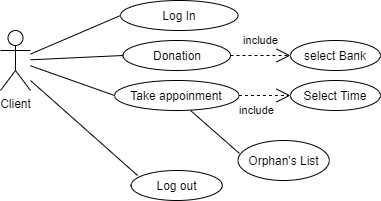 Log In
include
Donation
select Bank
Client
Take appoinment
Select Time
include
Orphan's List
Log out